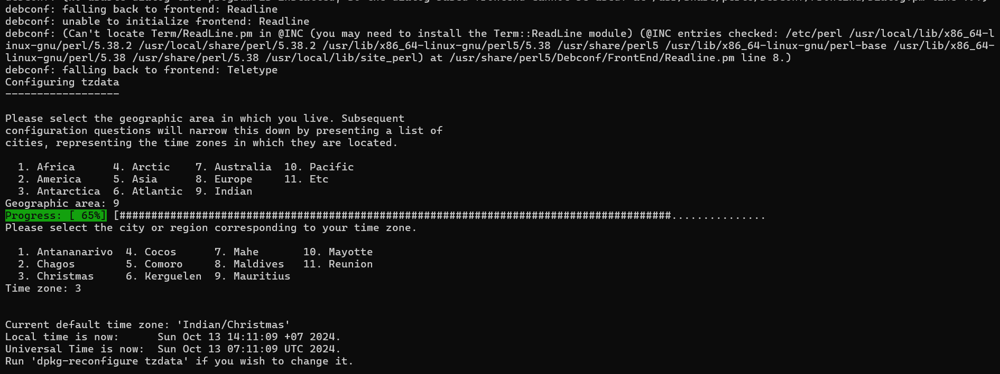 debconf: falling back to frontend: Readline
debconf: unable to initialize frontend: Readline
debconf: (Can't locate Term/ReadLine.pm in @INC (you may need to install the Term::ReadLine module) (@INC entries checked: /etc/perl /usr/local/lib/x86_64-l
inux-gnu/perl/5.38.2 /usr/local/share/perl/5.38.2 /usr/lib/x86_64-linux-gnu/perl5/5.38 /usr/share/perl5 /usr/lib/x86_64-linux-gnu/perl-base /usr/lib/x86_64-
linux-gnu/perl/5.38 /usr/share/perl/5.38 /usr/local/lib/site_perl) at /usr/share/perl5/Debconf/FrontEnd/Readline.pm line 8.)
debconf: falling back to frontend: Teletype
Configuring tzdata
------------------
Please select the geographic area in which you live. Subsequent
configuration questions will narrow this down by presenting a list of
cities, representing the time zones in which they are located.
  1. Africa      4. Arctic    7. Australia  10. Pacific
  2. America     5. Asia      8. Europe     11. Etc
  3. Antarctica  6. Atlantic  9. Indian
Geographic area: 9
Progress: [ 65%] [#######################################################################################...............
Please select the city or region corresponding to your time zone.
  1. Antananarivo  4. Cocos      7. Mahe       10. Mayotte
  2. Chagos        5. Comoro     8. Maldives   11. Reunion
  3. Christmas     6. Kerguelen  9. Mauritius
Time zone: 3
Current default time zone: 'Indian/Christmas'
Local time is now:      Sun Oct 13 14:11:09 +07 2024.
Universal Time is now:  Sun Oct 13 07:11:09 UTC 2024.
Run 'dpkg-reconfigure tzdata' if you wish to change it.